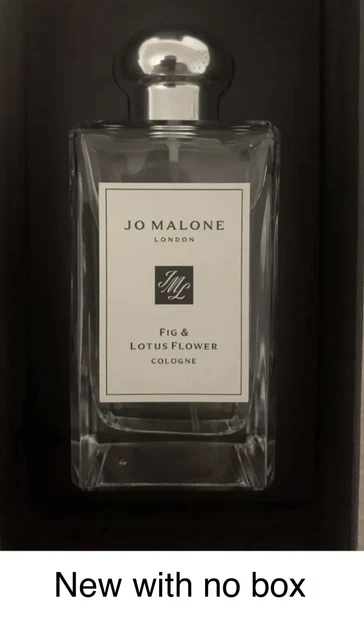 JO MALONE
LONDON
JML
FIG &
LOTUS FLOWER
COLOGNE
New with no box